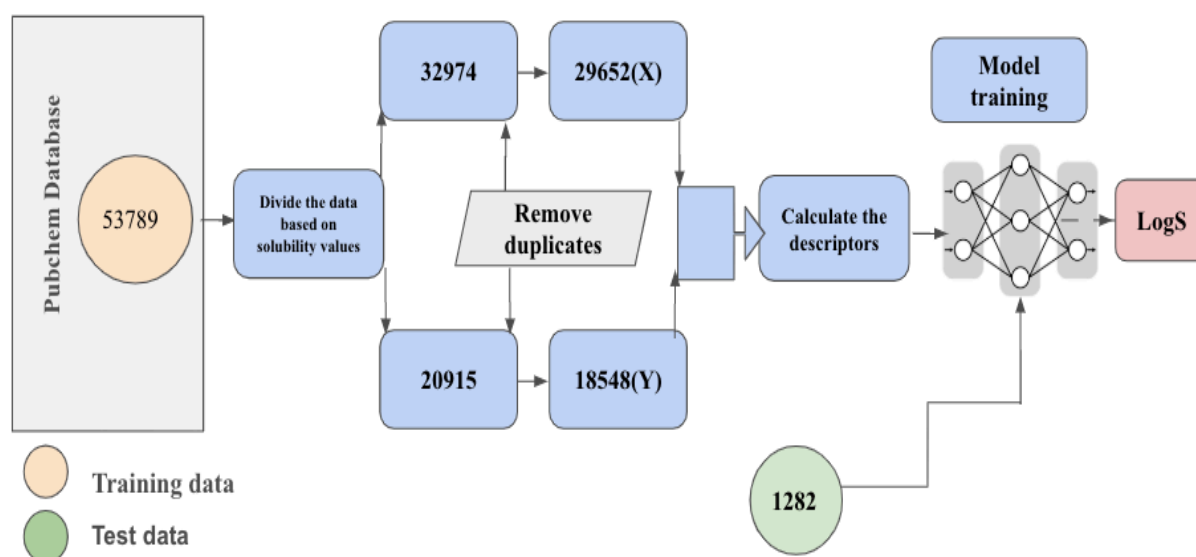 Pubchem Database
53789
Divide the data
based on
solubility values
32974
29652(X)
Remove
duplicates
20915
18548(Y)
Calculate the
descriptors
Model
training
LogS
1282
Training data
Test data